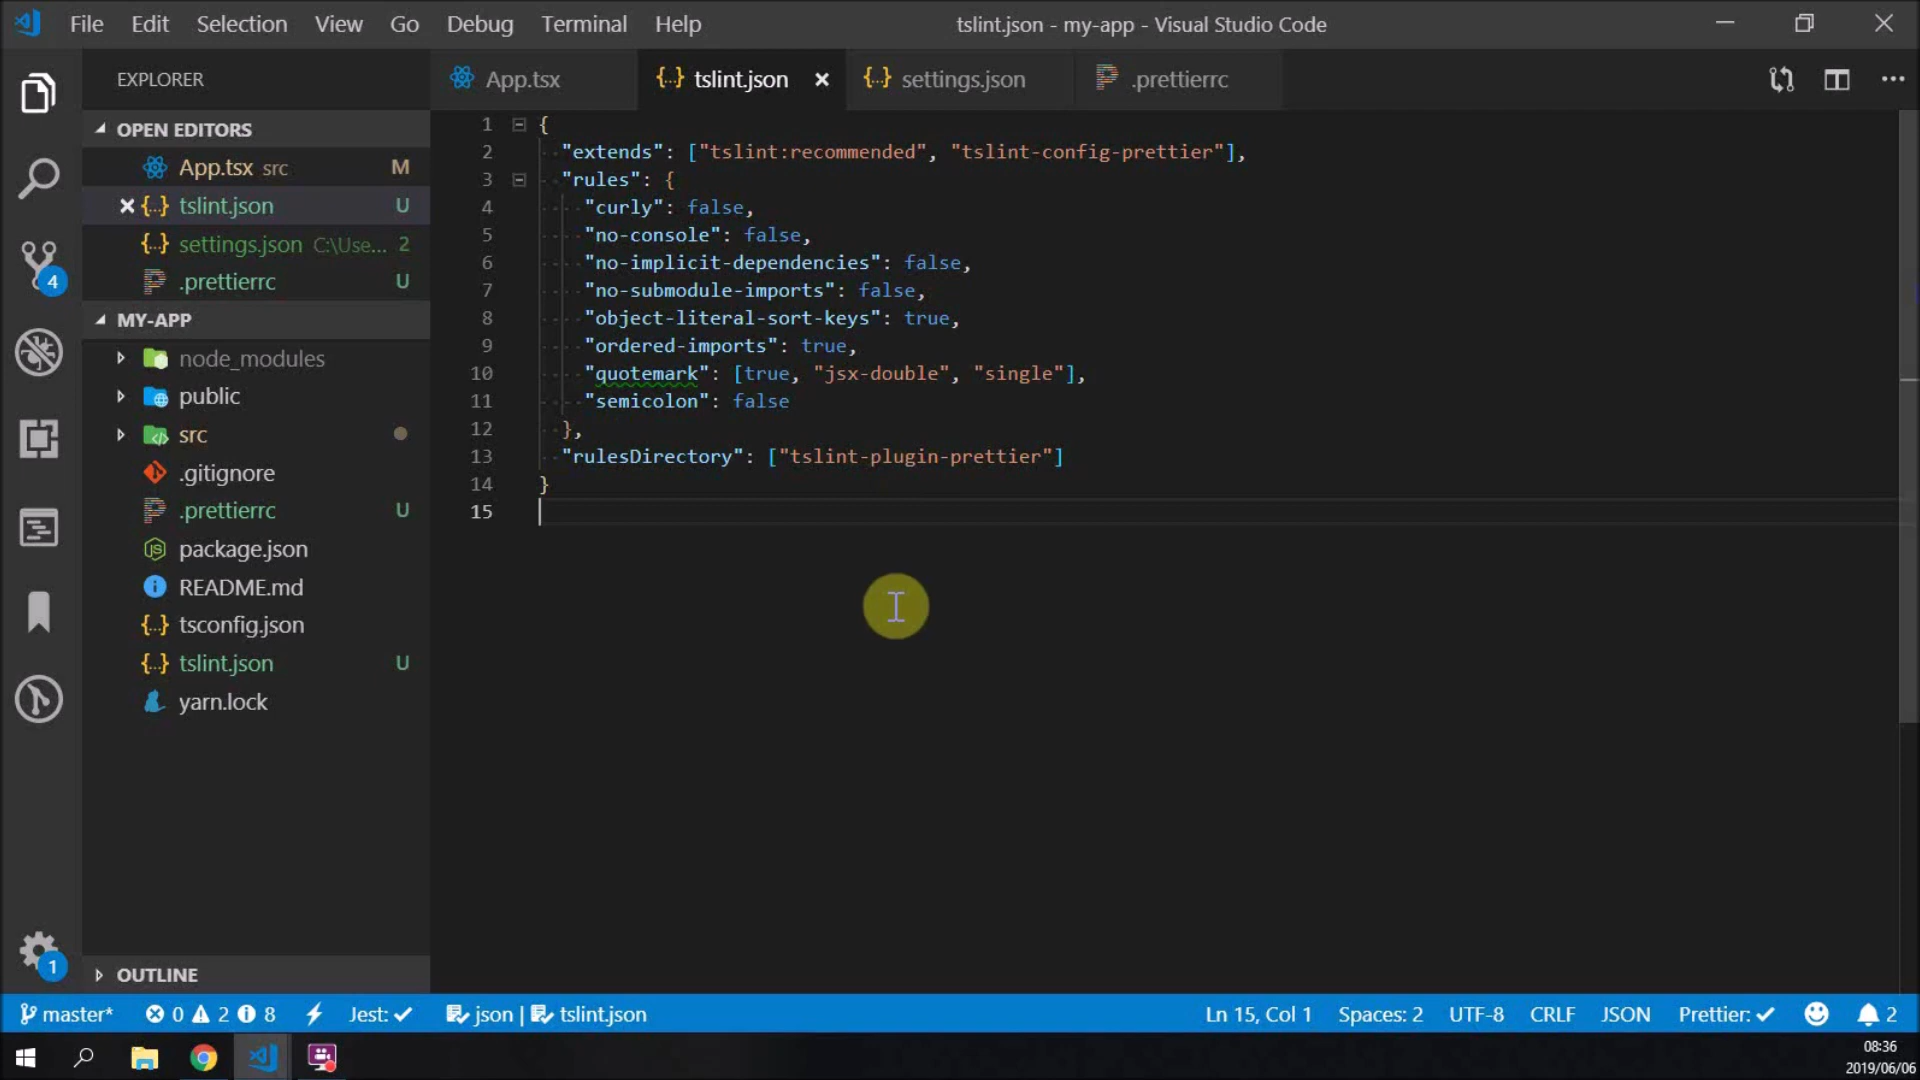 File Edit Selection View Go Debug Terminal Help tslint.json - my-app - Visual Studio Code
EXPLORER
App.tsx tslint.json settings.json .prettierrc
OPEN EDITORS
App.tsx src M
tslint.json U
settings.json C:\Use... 2
.prettierrc U
MY-APP
node_modules
public
src
.gitignore
.prettierrc U
package.json
README.md
tsconfig.json
tslint.json U
yarn.lock
OUTLINE
4
1
1 {
2 "extends": ["tslint:recommended", "tslint-config-prettier"],
3 "rules": {
4 "curly": false,
5 "no-console": false,
6 "no-implicit-dependencies": false,
7 "no-submodule-imports": false,
8 "object-literal-sort-keys": true,
9 "ordered-imports": true,
10 "quotemark": [true, "jsx-double", "single"],
11 "semicolon": false
12 },
13 "rulesDirectory": ["tslint-plugin-prettier"]
14 }
15
master* 0 2 8 Jest: json | tslint.json Ln 15, Col 1 Spaces: 2 UTF-8 CRLF JSON Prettier: 2
08:36
2019/06/06